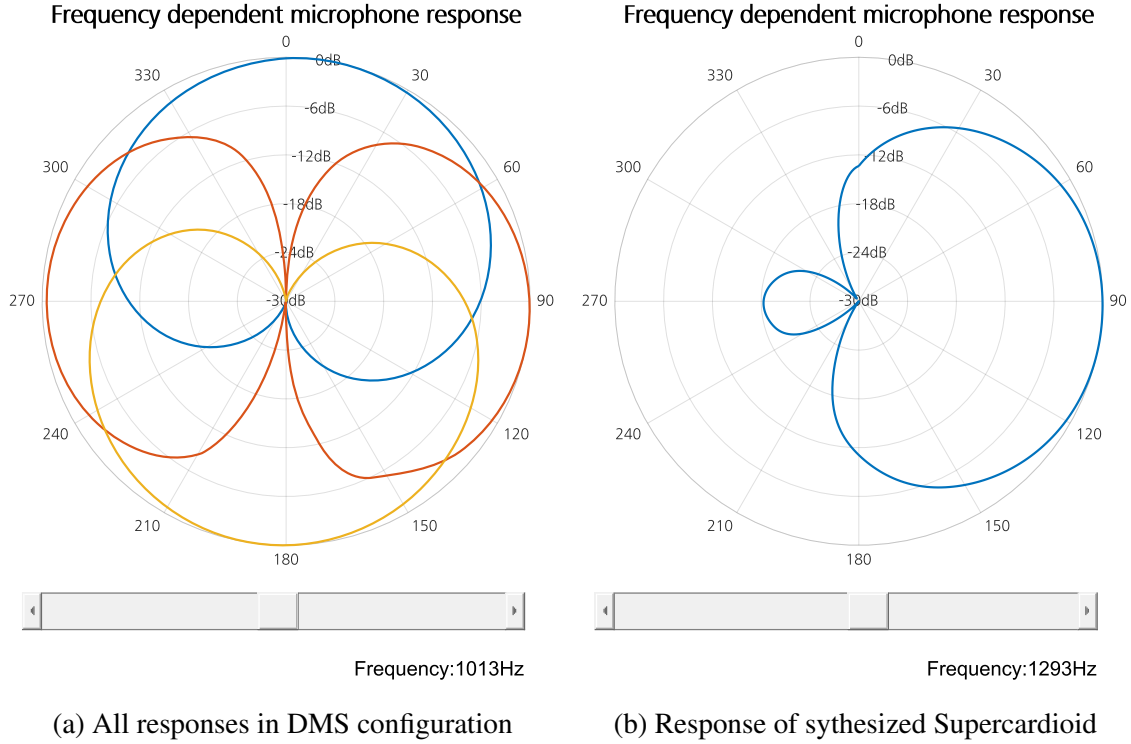 Frequency dependent microphone response
0
330
0dB
30
-6dB
300
-12dB
60
-18dB
-24dB
270
-30dB
90
240
120
210
150
180
Frequency:1013Hz
(a) All responses in DMS configuration
Frequency dependent microphone response
0
330
0dB
30
-6dB
300
-12dB
60
-18dB
-24dB
270
-30dB
90
240
120
210
150
180
Frequency:1293Hz
(b) Response of sythesized Supercardioid